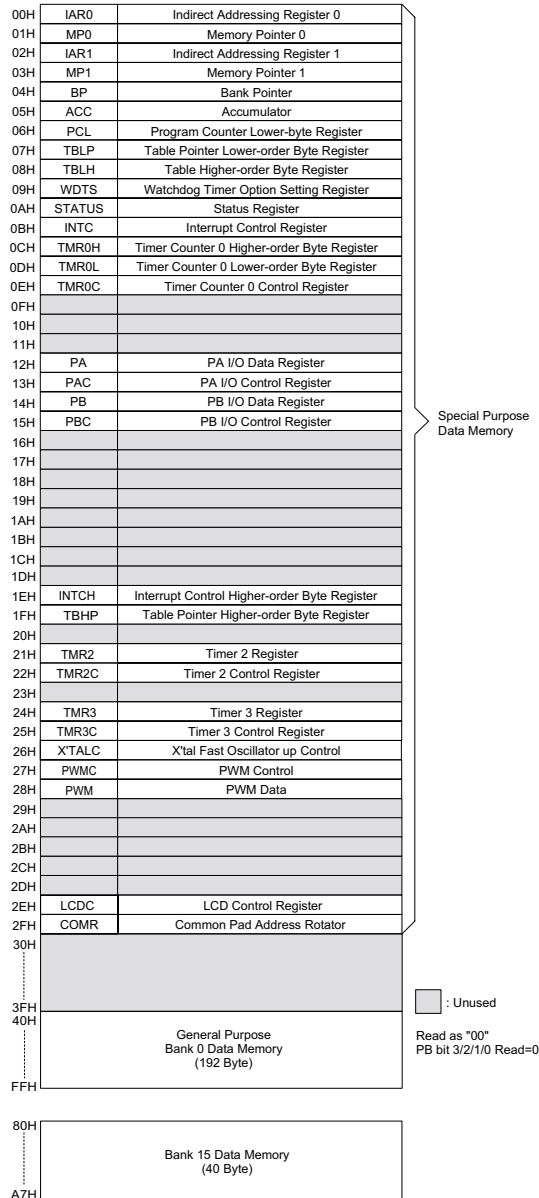 00H IAR0 Indirect Addressing Register 0
01H MP0 Memory Pointer 0
02H IAR1 Indirect Addressing Register 1
03H MP1 Memory Pointer 1
04H BP Bank Pointer
05H ACC Accumulator
06H PCL Program Counter Lower-byte Register
07H TBLP Table Pointer Lower-order Byte Register
08H TBLH Table Higher-order Byte Register
09H WDTS Watchdog Timer Option Setting Register
0AH STATUS Status Register
0BH INTC Interrupt Control Register
0CH TMR0H Timer Counter 0 Higher-order Byte Register
0DH TMR0L Timer Counter 0 Lower-order Byte Register
0EH TMR0C Timer Counter 0 Control Register
0FH
10H
11H
12H PA PA I/O Data Register
13H PAC PA I/O Control Register
14H PB PB I/O Data Register
15H PBC PB I/O Control Register
Special Purpose
Data Memory
16H
17H
18H
19H
1AH
1BH
1CH
1DH
1EH INTCH Interrupt Control Higher-order Byte Register
1FH TBHP Table Pointer Higher-order Byte Register
20H
21H TMR2 Timer 2 Register
22H TMR2C Timer 2 Control Register
23H
24H TMR3 Timer 3 Register
25H TMR3C Timer 3 Control Register
26H X'TALC X'tal Fast Oscillator up Control
27H PWMC PWM Control
28H PWM PWM Data
29H
2AH
2BH
2CH
2DH
2EH LCDC LCD Control Register
2FH COMR Common Pad Address Rotator
30H
3FH
: Unused
40H
General Purpose
Bank 0 Data Memory
(192 Byte)
Read as "00"
PB bit 3/2/1/0 Read=0
FFH
80H
Bank 15 Data Memory
(40 Byte)
A7H